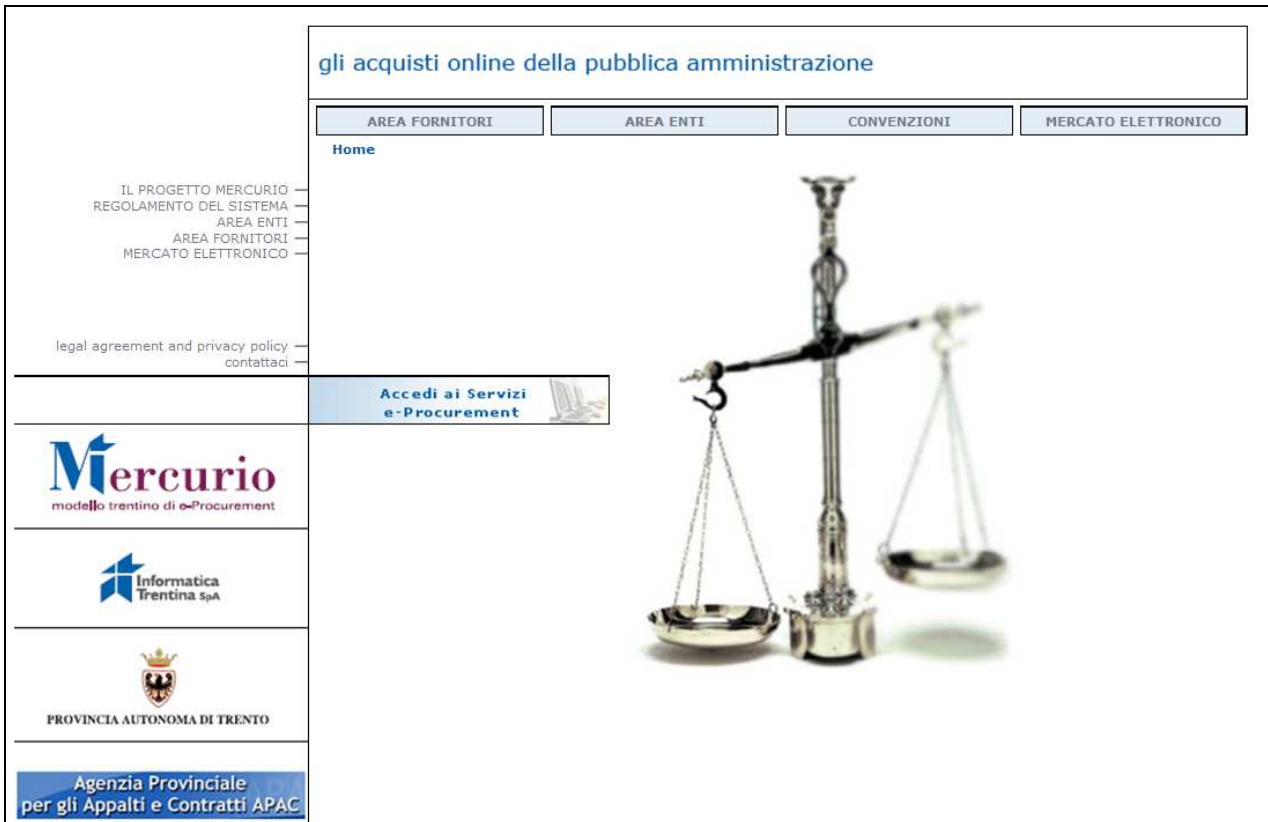 gli acquisti online della pubblica amministrazione
AREA FORNITORI
AREA ENTI
CONVENZIONI
MERCATO ELETTRONICO
Home
IL PROGETTO MERCURIO
REGOLAMENTO DEL SISTEMA
AREA ENTI
AREA FORNITORI
MERCATO ELETTRONICO
legal agreement and privacy policy
contattaci
Accedi ai Servizi
e-Procurement
Mercurio
modello trentino di e-Procurement
Informatica
Trentina SpA
PROVINCIA AUTONOMA DI TRENTO
Agenzia Provinciale
per gli Appalti e Contratti APAC